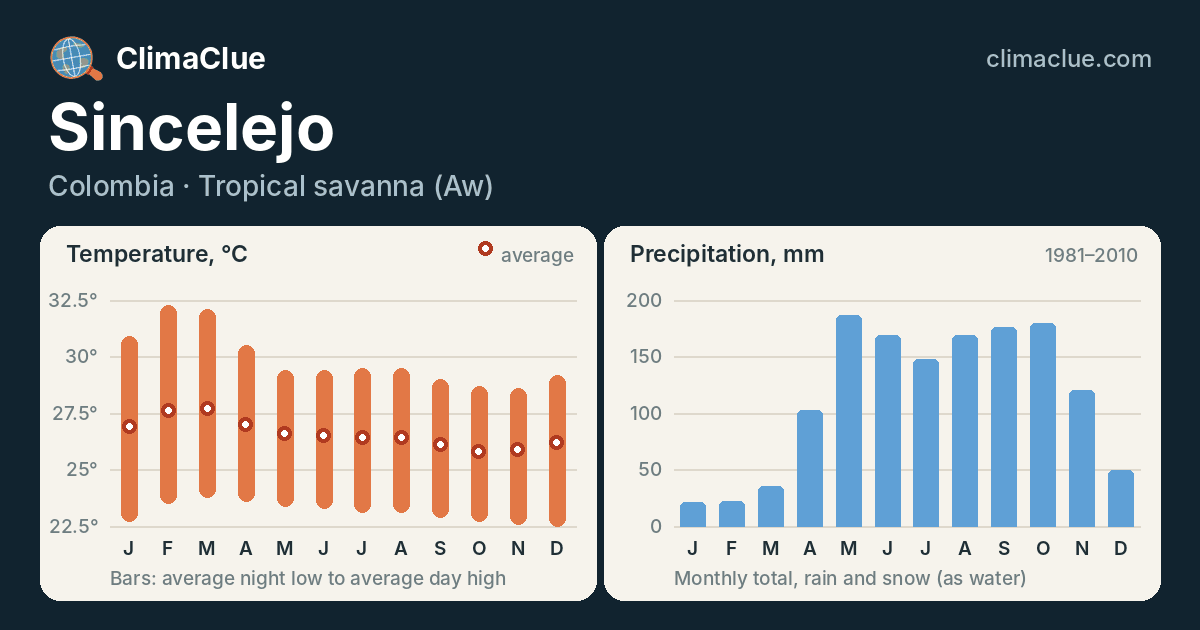 ClimaClue
climaclue.com
Sincelejo
Colombia · Tropical savanna (Aw)
Temperature, °C
average
32.5°
30°
27.5°
25°
22.5°
J F M A M J J A S O N D
Bars: average night low to average day high
Precipitation, mm
1981–2010
200
150
100
50
0
J F M A M J J A S O N D
Monthly total, rain and snow (as water)